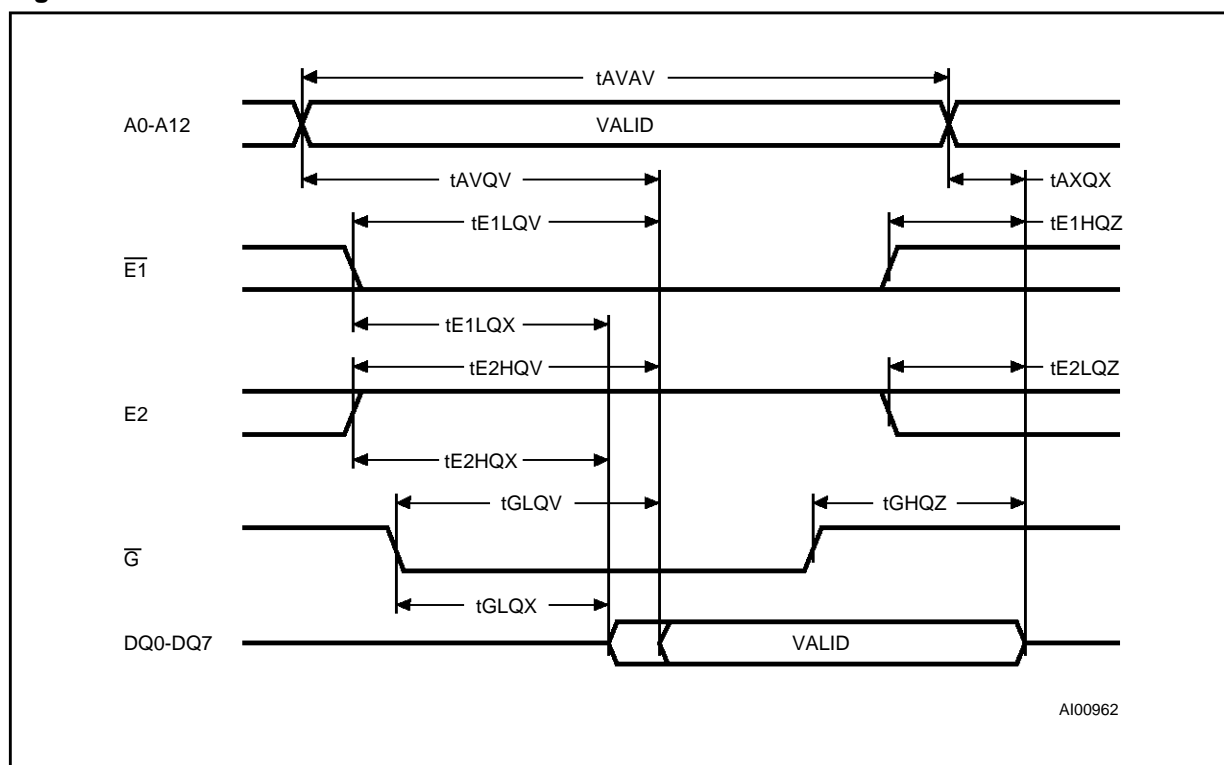 tAVAV
A0-A12
VALID
tAVQV
tAXQX
tE1LQV
tE1HQZ
E1
tE1LQX
tE2HQV
tE2LQZ
E2
tE2HQX
tGLQV
tGHQZ
G
tGLQX
DQ0-DQ7
VALID
AI00962